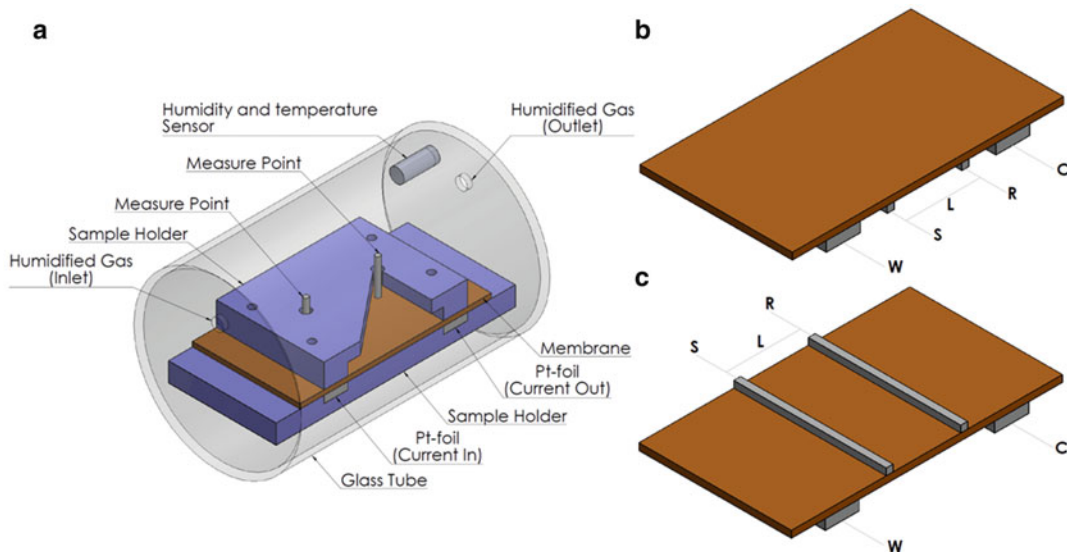 a
Humidity and temperature
Sensor
Humidified Gas
(Outlet)
Measure Point
Measure Point
Sample Holder
Humidified Gas
(Inlet)
Membrane
Pt-foil
(Current Out)
Sample Holder
Pt-foil
(Current In)
Glass Tube
b
C
R
L
S
W
c
R
L
S
C
W